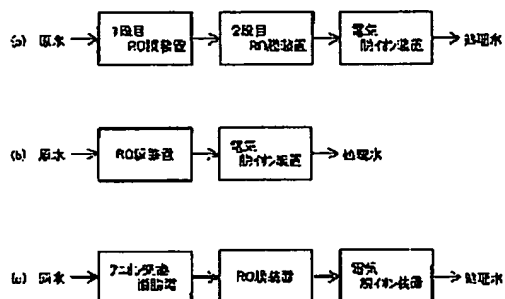 (a) 原水 → 1段目 RO膜装置 → 2段目 RO膜装置 → 電気 脱イオン装置 → 処理水
(b) 原水 → RO膜装置 → 電気 脱イオン装置 → 処理水
(c) 原水 → アニオン交換 樹脂塔 → RO膜装置 → 電気 脱イオン装置 → 処理水